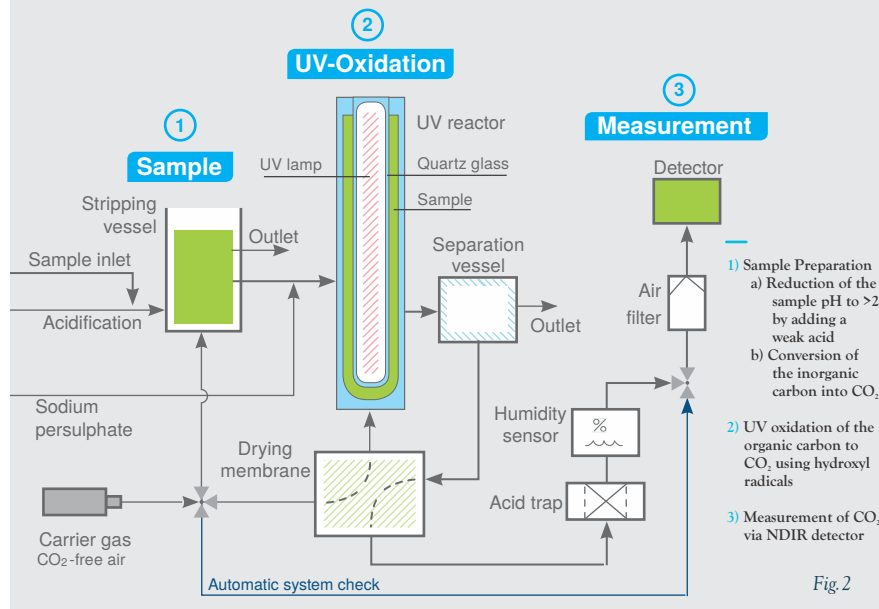 1
Sample
2
UV-Oxidation
3
Measurement
Stripping
vessel
Outlet
Sample inlet
Acidification
Sodium
persulphate
UV lamp
UV reactor
Quartz glass
Sample
Separation
vessel
Outlet
Drying
membrane
Carrier gas
CO₂-free air
Automatic system check
Humidity
sensor
%
Acid trap
Air
filter
Detector
1) Sample Preparation
a) Reduction of the
sample pH to >2
by adding a
weak acid
b) Conversion of
the inorganic
carbon into CO₂
2) UV oxidation of the
organic carbon to
CO₂ using hydroxyl
radicals
3) Measurement of CO₂
via NDIR detector
Fig. 2